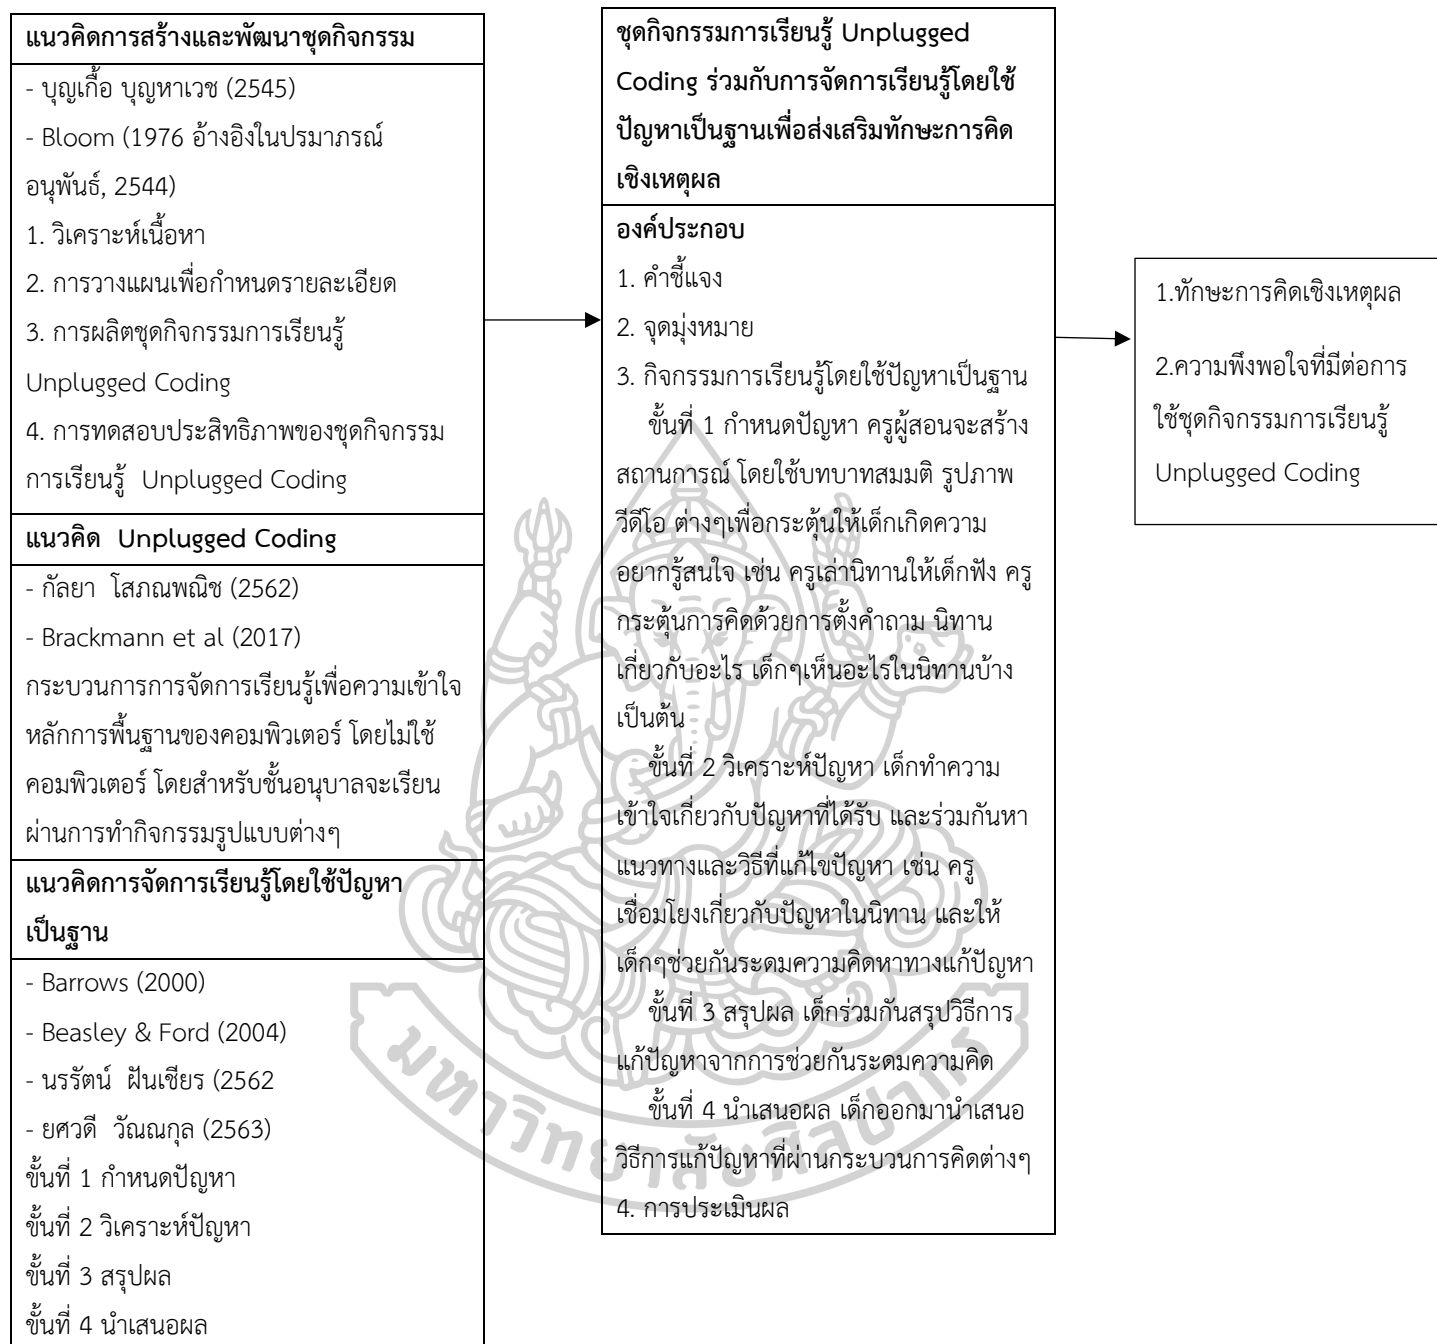 แนวคิดการสร้างและพัฒนาชุดกิจกรรม
- บุญเกื้อ บุญหาเวช (2545)
- Bloom (1976 อ้างอิงในปรมาภรณ์
อนุพันธ์, 2544)
1. วิเคราะห์เนื้อหา
2. การวางแผนเพื่อกำหนดรายละเอียด
3. การผลิตชุดกิจกรรมการเรียนรู้
Unplugged Coding
4. การทดสอบประสิทธิภาพของชุดกิจกรรม
การเรียนรู้ Unplugged Coding
แนวคิด Unplugged Coding
- กัลยา โสภณพณิช (2562)
- Brackmann et al (2017)
กระบวนการการจัดการเรียนรู้เพื่อความเข้าใจ
หลักการพื้นฐานของคอมพิวเตอร์ โดยไม่ใช้
คอมพิวเตอร์ โดยสำหรับชั้นอนุบาลจะเรียน
ผ่านการทำกิจกรรมรูปแบบต่างๆ
แนวคิดการจัดการเรียนรู้โดยใช้ปัญหา
เป็นฐาน
- Barrows (2000)
- Beasley & Ford (2004)
- นรรัตน์ ฝันเชียร (2562
- ยศวดี วัณณกุล (2563)
ขั้นที่ 1 กำหนดปัญหา
ขั้นที่ 2 วิเคราะห์ปัญหา
ขั้นที่ 3 สรุปผล
ขั้นที่ 4 นำเสนอผล
ชุดกิจกรรมการเรียนรู้ Unplugged
Coding ร่วมกับการจัดการเรียนรู้โดยใช้
ปัญหาเป็นฐานเพื่อส่งเสริมทักษะการคิด
เชิงเหตุผล
องค์ประกอบ
1. คำชี้แจง
2. จุดมุ่งหมาย
3. กิจกรรมการเรียนรู้โดยใช้ปัญหาเป็นฐาน
ขั้นที่ 1 กำหนดปัญหา ครูผู้สอนจะสร้าง
สถานการณ์ โดยใช้บทบาทสมมติ รูปภาพ
วีดีโอ ต่างๆเพื่อกระตุ้นให้เด็กเกิดความ
อยากรู้สนใจ เช่น ครูเล่านิทานให้เด็กฟัง ครู
กระตุ้นการคิดด้วยการตั้งคำถาม นิทาน
เกี่ยวกับอะไร เด็กๆเห็นอะไรในนิทานบ้าง
เป็นต้น
ขั้นที่ 2 วิเคราะห์ปัญหา เด็กทำความ
เข้าใจเกี่ยวกับปัญหาที่ได้รับ และร่วมกันหา
แนวทางและวิธีที่แก้ไขปัญหา เช่น ครู
เชื่อมโยงเกี่ยวกับปัญหาในนิทาน และให้
เด็กๆช่วยกันระดมความคิดหาทางแก้ปัญหา
ขั้นที่ 3 สรุปผล เด็กร่วมกันสรุปวิธีการ
แก้ปัญหาจากการช่วยกันระดมความคิด
ขั้นที่ 4 นำเสนอผล เด็กออกมานำเสนอ
วิธีการแก้ปัญหาที่ผ่านกระบวนการคิดต่างๆ
4. การประเมินผล
1.ทักษะการคิดเชิงเหตุผล
2.ความพึงพอใจที่มีต่อการ
ใช้ชุดกิจกรรมการเรียนรู้
Unplugged Coding
มหาวิทยาลัยศิลปากร